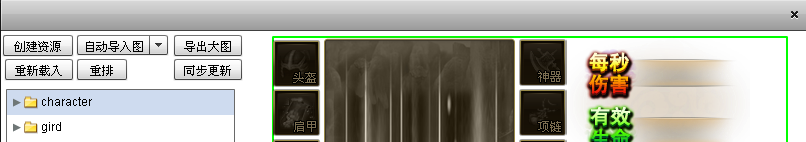 创建资源 自动导入图 导出大图
重新载入 重排 同步更新
character
gird
头盔
肩甲
神器
项链
每秒
伤害
有效
生命